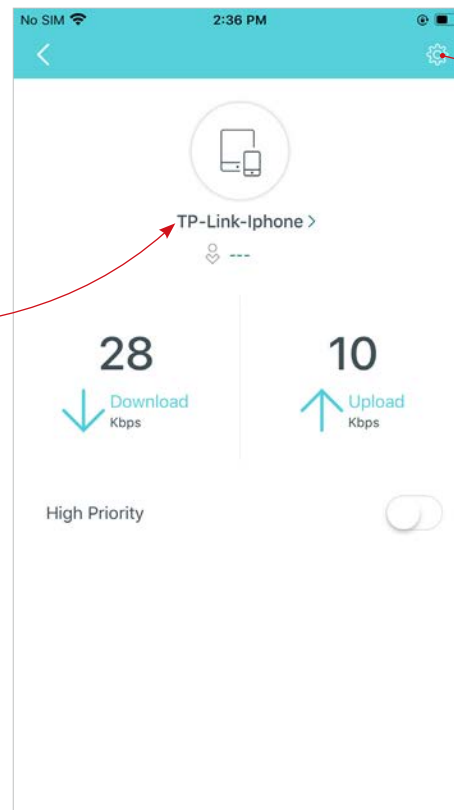 No SIM 2:36 PM
TP-Link-Iphone >
---
28
10
Download
Kbps
Upload
Kbps
High Priority